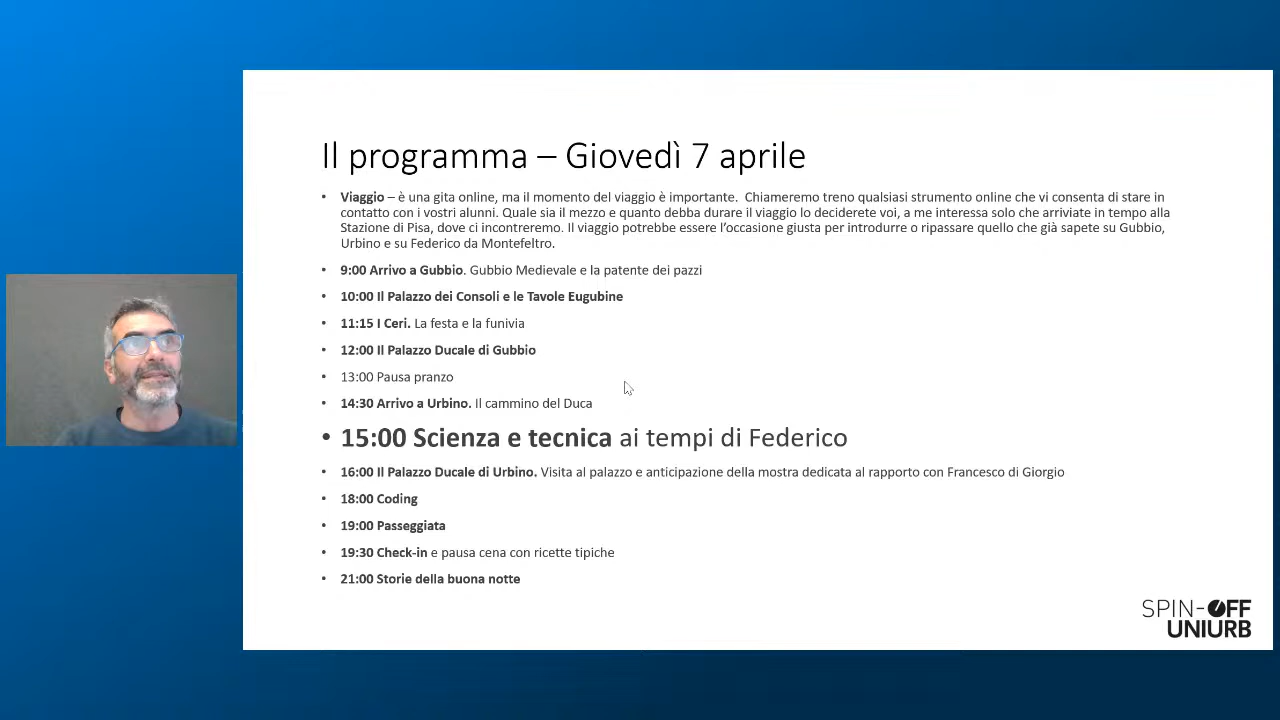 Il programma – Giovedì 7 aprile
• Viaggio – è una gita online, ma il momento del viaggio è importante. Chiameremo treno qualsiasi strumento online che vi consenta di stare in
contatto con i vostri alunni. Quale sia il mezzo e quanto debba durare il viaggio lo deciderete voi, a me interessa solo che arriviate in tempo alla
Stazione di Pisa, dove ci incontreremo. Il viaggio potrebbe essere l'occasione giusta per introdurre o ripassare quello che già sapete su Gubbio,
Urbino e su Federico da Montefeltro.
• 9:00 Arrivo a Gubbio. Gubbio Medievale e la patente dei pazzi
• 10:00 Il Palazzo dei Consoli e le Tavole Eugubine
• 11:15 I Ceri. La festa e la funivia
• 12:00 Il Palazzo Ducale di Gubbio
• 13:00 Pausa pranzo
• 14:30 Arrivo a Urbino. Il cammino del Duca
• 15:00 Scienza e tecnica ai tempi di Federico
• 16:00 Il Palazzo Ducale di Urbino. Visita al palazzo e anticipazione della mostra dedicata al rapporto con Francesco di Giorgio
• 18:00 Coding
• 19:00 Passeggiata
• 19:30 Check-in e pausa cena con ricette tipiche
• 21:00 Storie della buona notte
SPIN-OFF
UNIURB